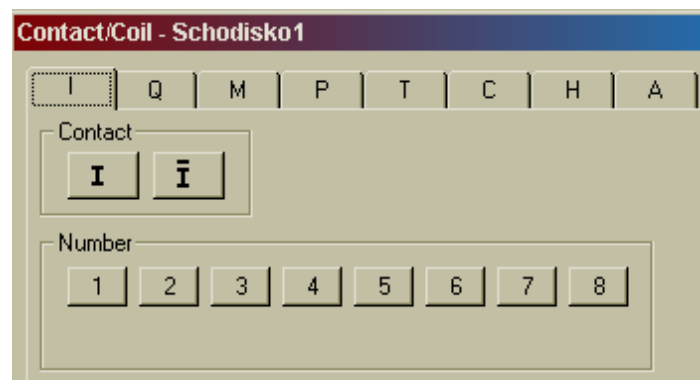 Contact/Coil - Schodisko1
I Q M P T C H A
Contact
I Ī
Number
1 2 3 4 5 6 7 8